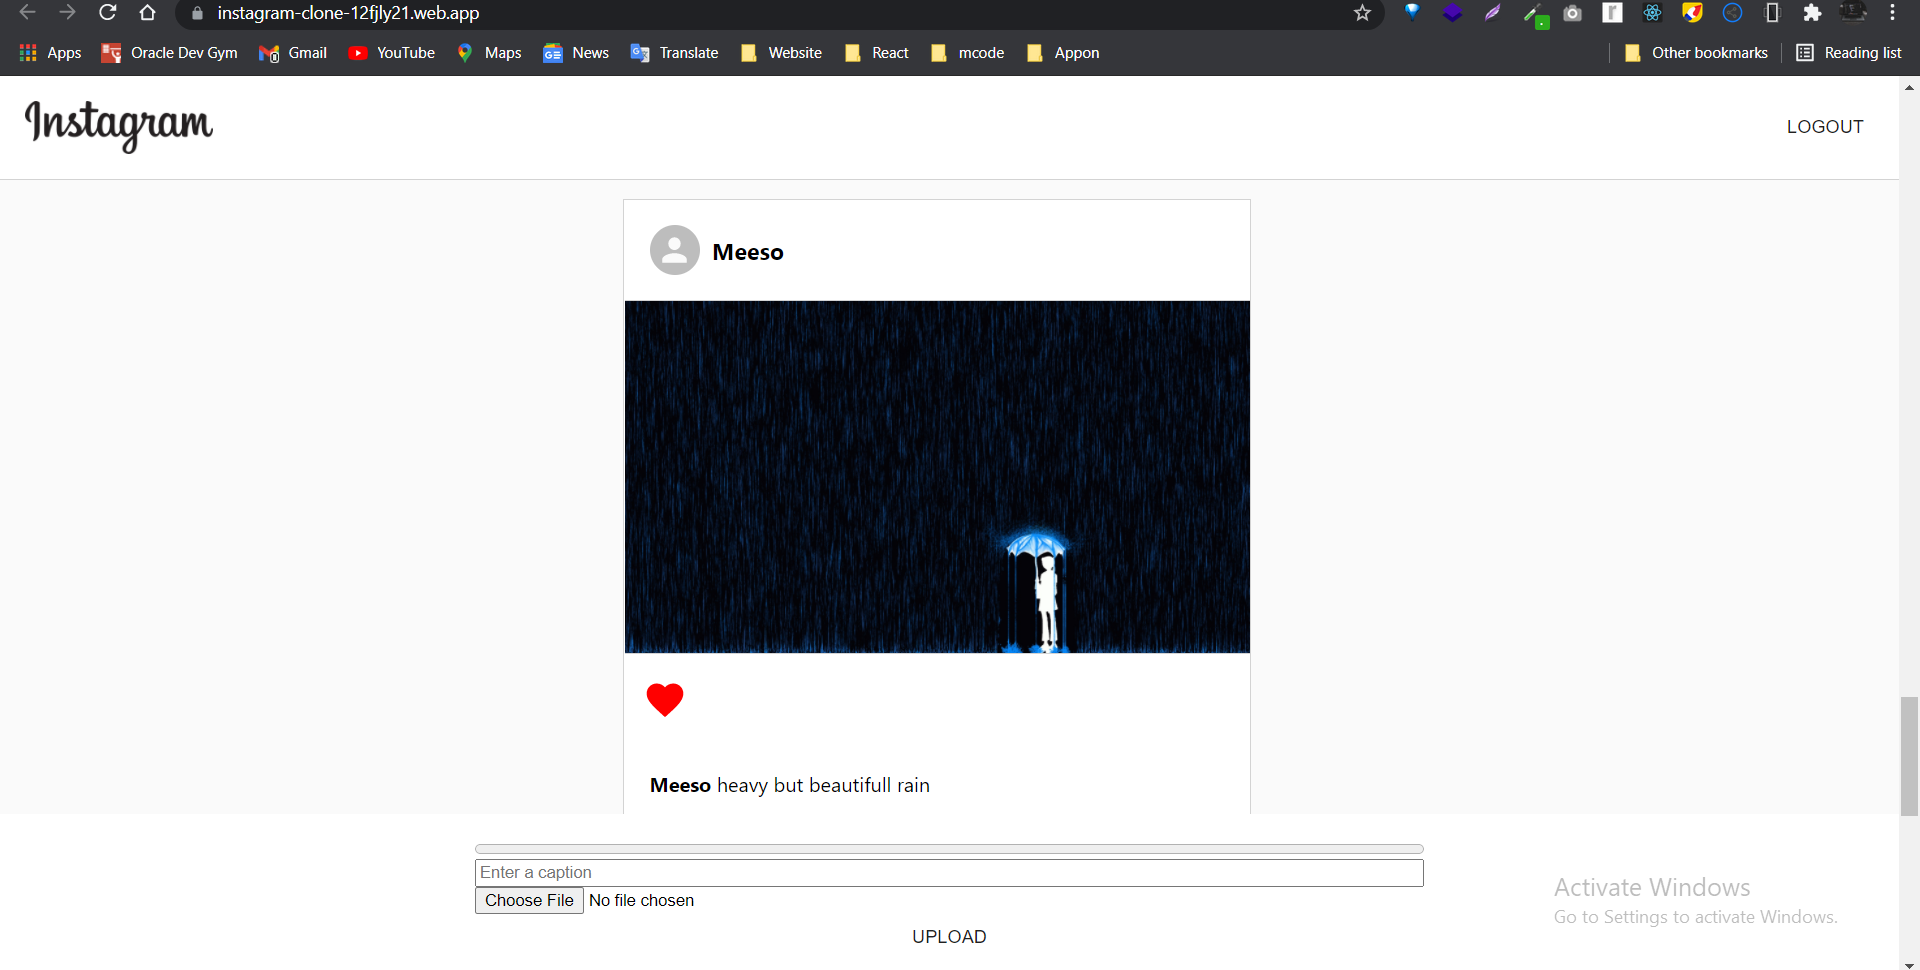 instagram-clone-12fjly21.web.app
Apps Oracle Dev Gym Gmail YouTube Maps News Translate Website React mcode Appon Other bookmarks Reading list
Instagram LOGOUT
Meeso
Meeso heavy but beautifull rain
Enter a caption
Choose File No file chosen
UPLOAD
Activate Windows
Go to Settings to activate Windows.